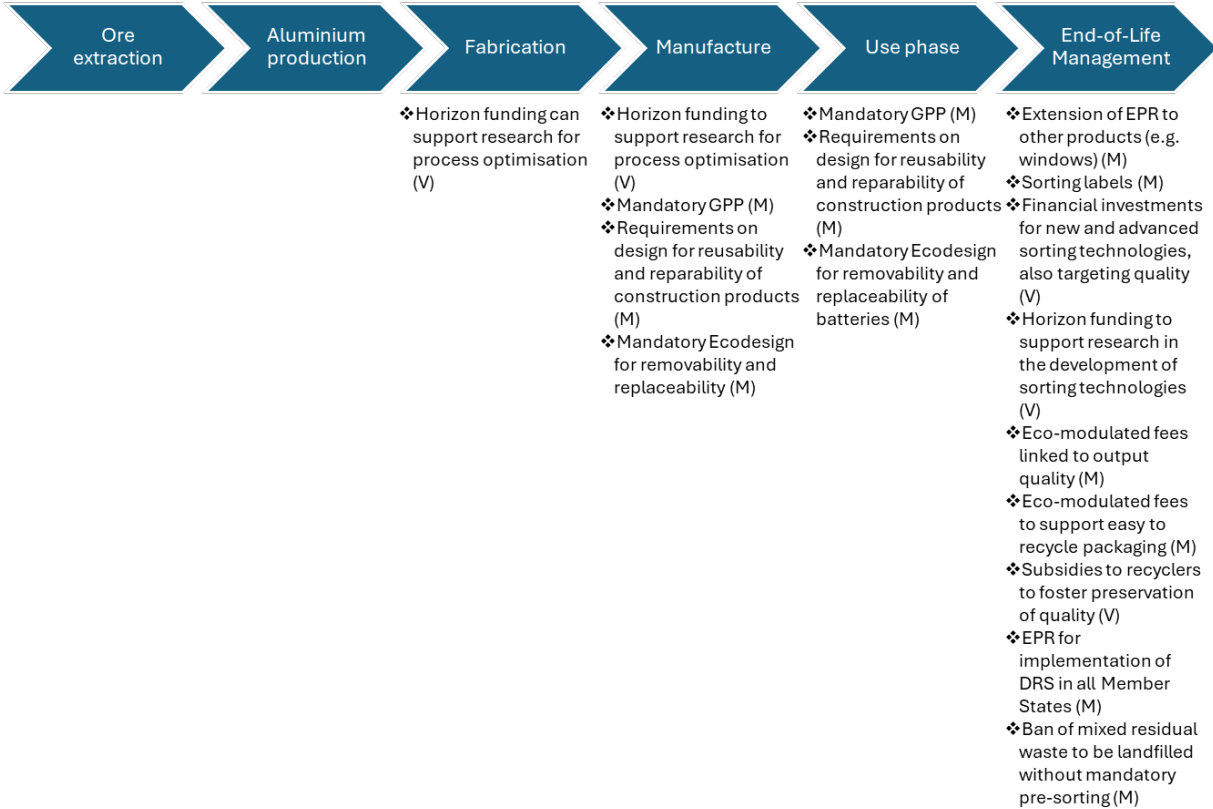 Ore
extraction
Aluminium
production
Fabrication
Manufacture
Use phase
End-of-Life
Management
❖Horizon funding can
support research for
process optimisation
(V)
❖Horizon funding to
support research for
process optimisation
(V)
❖Mandatory GPP (M)
❖Requirements on
design for reusability
and reparability of
construction products
(M)
❖Mandatory Ecodesign
for removability and
replaceability (M)
❖Mandatory GPP (M)
❖Requirements on
design for reusability
and reparability of
construction products
(M)
❖Mandatory Ecodesign
for removability and
replaceability of
batteries (M)
❖Extension of EPR to
other products (e.g.
windows) (M)
❖Sorting labels (M)
❖Financial investments
for new and advanced
sorting technologies,
also targeting quality
(V)
❖Horizon funding to
support research in
the development of
sorting technologies
(V)
❖Eco-modulated fees
linked to output
quality (M)
❖Eco-modulated fees
to support easy to
recycle packaging (M)
❖Subsidies to recyclers
to foster preservation
of quality (V)
❖EPR for
implementation of
DRS in all Member
States (M)
❖Ban of mixed residual
waste to be landfilled
without mandatory
pre-sorting (M)